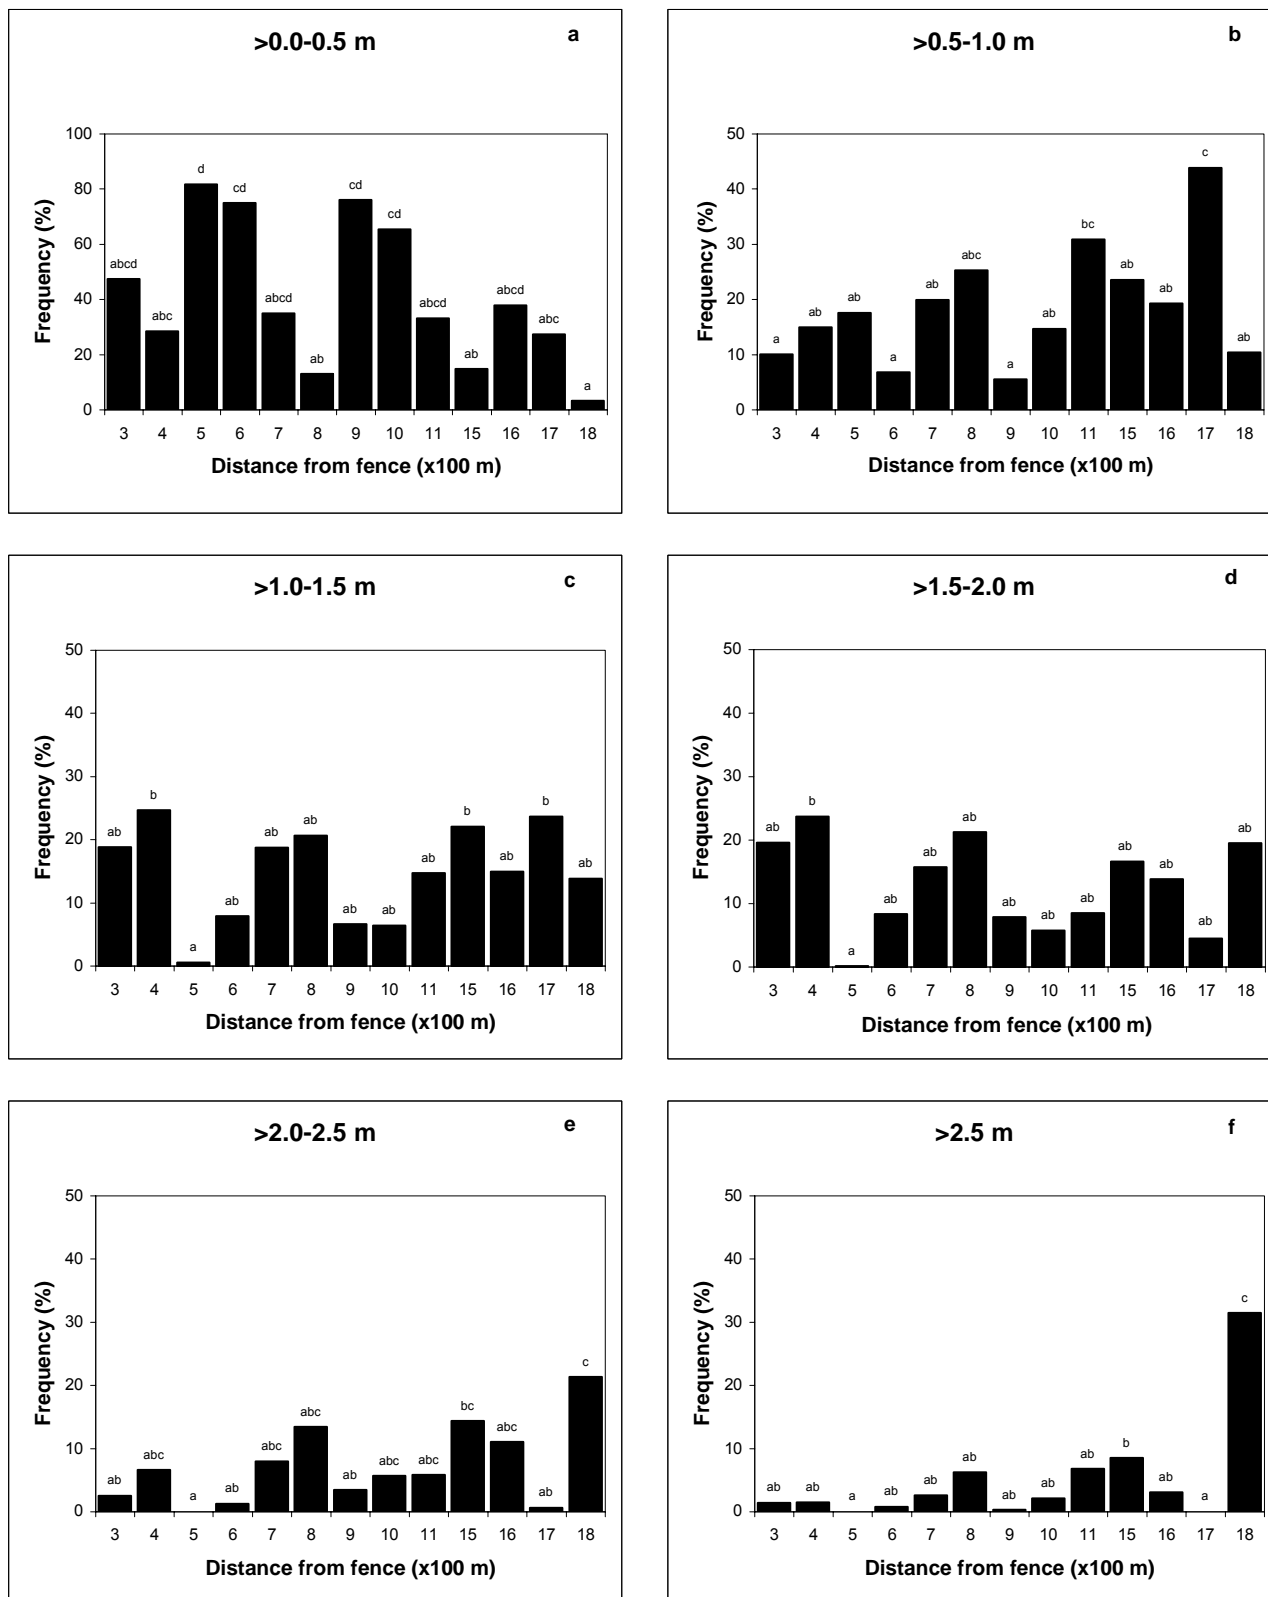 >0.0-0.5 m a
100
80
60
40
20
0
Frequency (%)
abcd abc d cd abcd ab cd cd abcd ab abcd abc a
3 4 5 6 7 8 9 10 11 15 16 17 18
Distance from fence (x100 m)
>0.5-1.0 m b
50
40
30
20
10
0
Frequency (%)
a ab ab a ab abc a ab bc ab ab c ab
3 4 5 6 7 8 9 10 11 15 16 17 18
Distance from fence (x100 m)
>1.0-1.5 m c
50
40
30
20
10
0
Frequency (%)
ab b a ab ab ab ab ab ab b ab b ab
3 4 5 6 7 8 9 10 11 15 16 17 18
Distance from fence (x100 m)
>1.5-2.0 m d
50
40
30
20
10
0
Frequency (%)
ab b a ab ab ab ab ab ab ab ab ab ab
3 4 5 6 7 8 9 10 11 15 16 17 18
Distance from fence (x100 m)
>2.0-2.5 m e
50
40
30
20
10
0
Frequency (%)
ab abc a ab abc abc ab abc abc bc abc ab c
3 4 5 6 7 8 9 10 11 15 16 17 18
Distance from fence (x100 m)
>2.5 m f
50
40
30
20
10
0
Frequency (%)
ab ab a ab ab ab ab ab ab b ab a c
3 4 5 6 7 8 9 10 11 15 16 17 18
Distance from fence (x100 m)